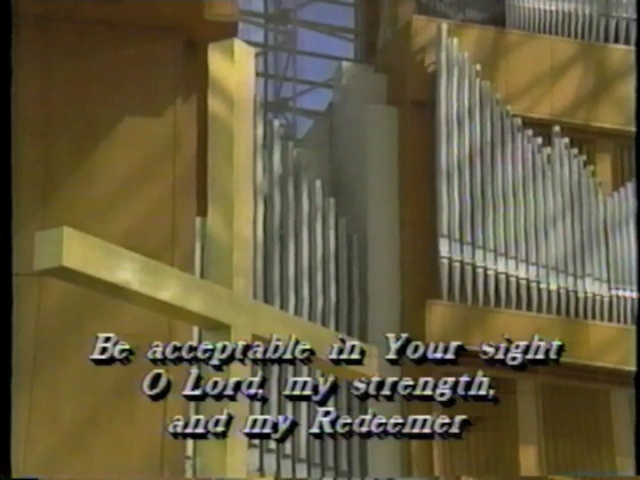 Be acceptable in Your sight
O Lord, my strength,
and my Redeemer